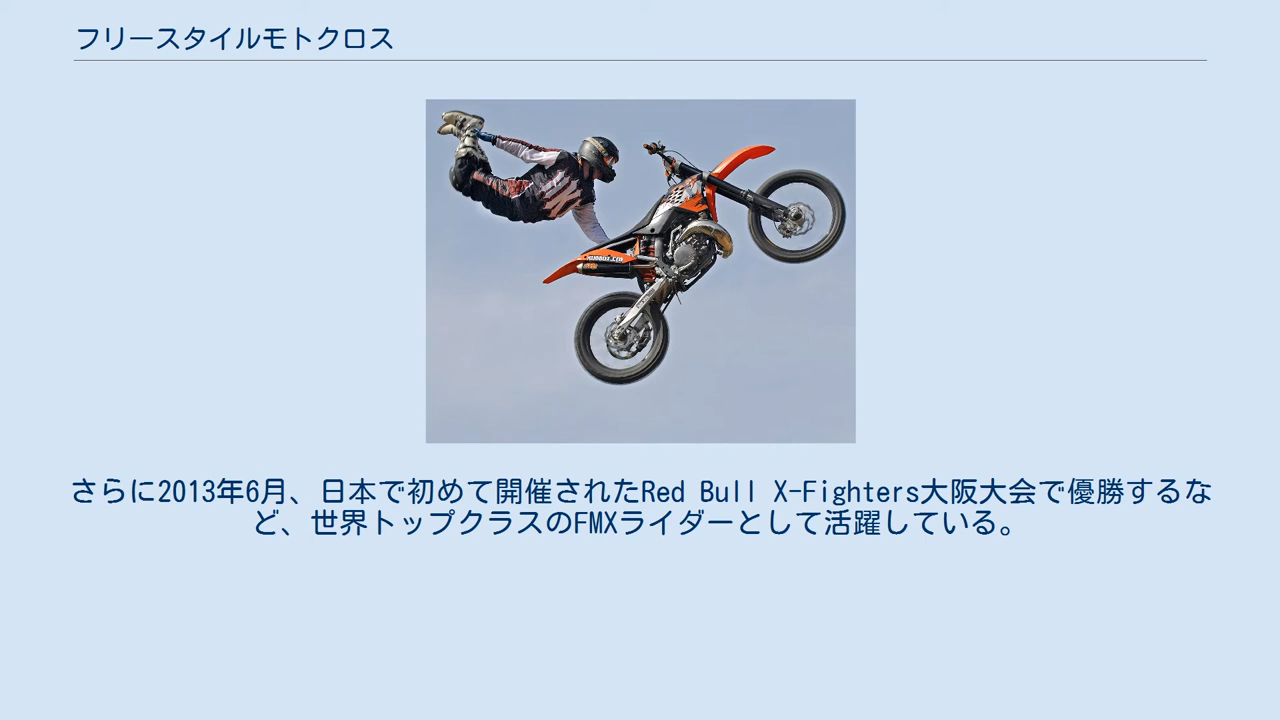 フリースタイルモトクロス
さらに2013年6月、日本で初めて開催されたRed Bull X-Fighters大阪大会で優勝するな
ど、世界トップクラスのFMXライダーとして活躍している。